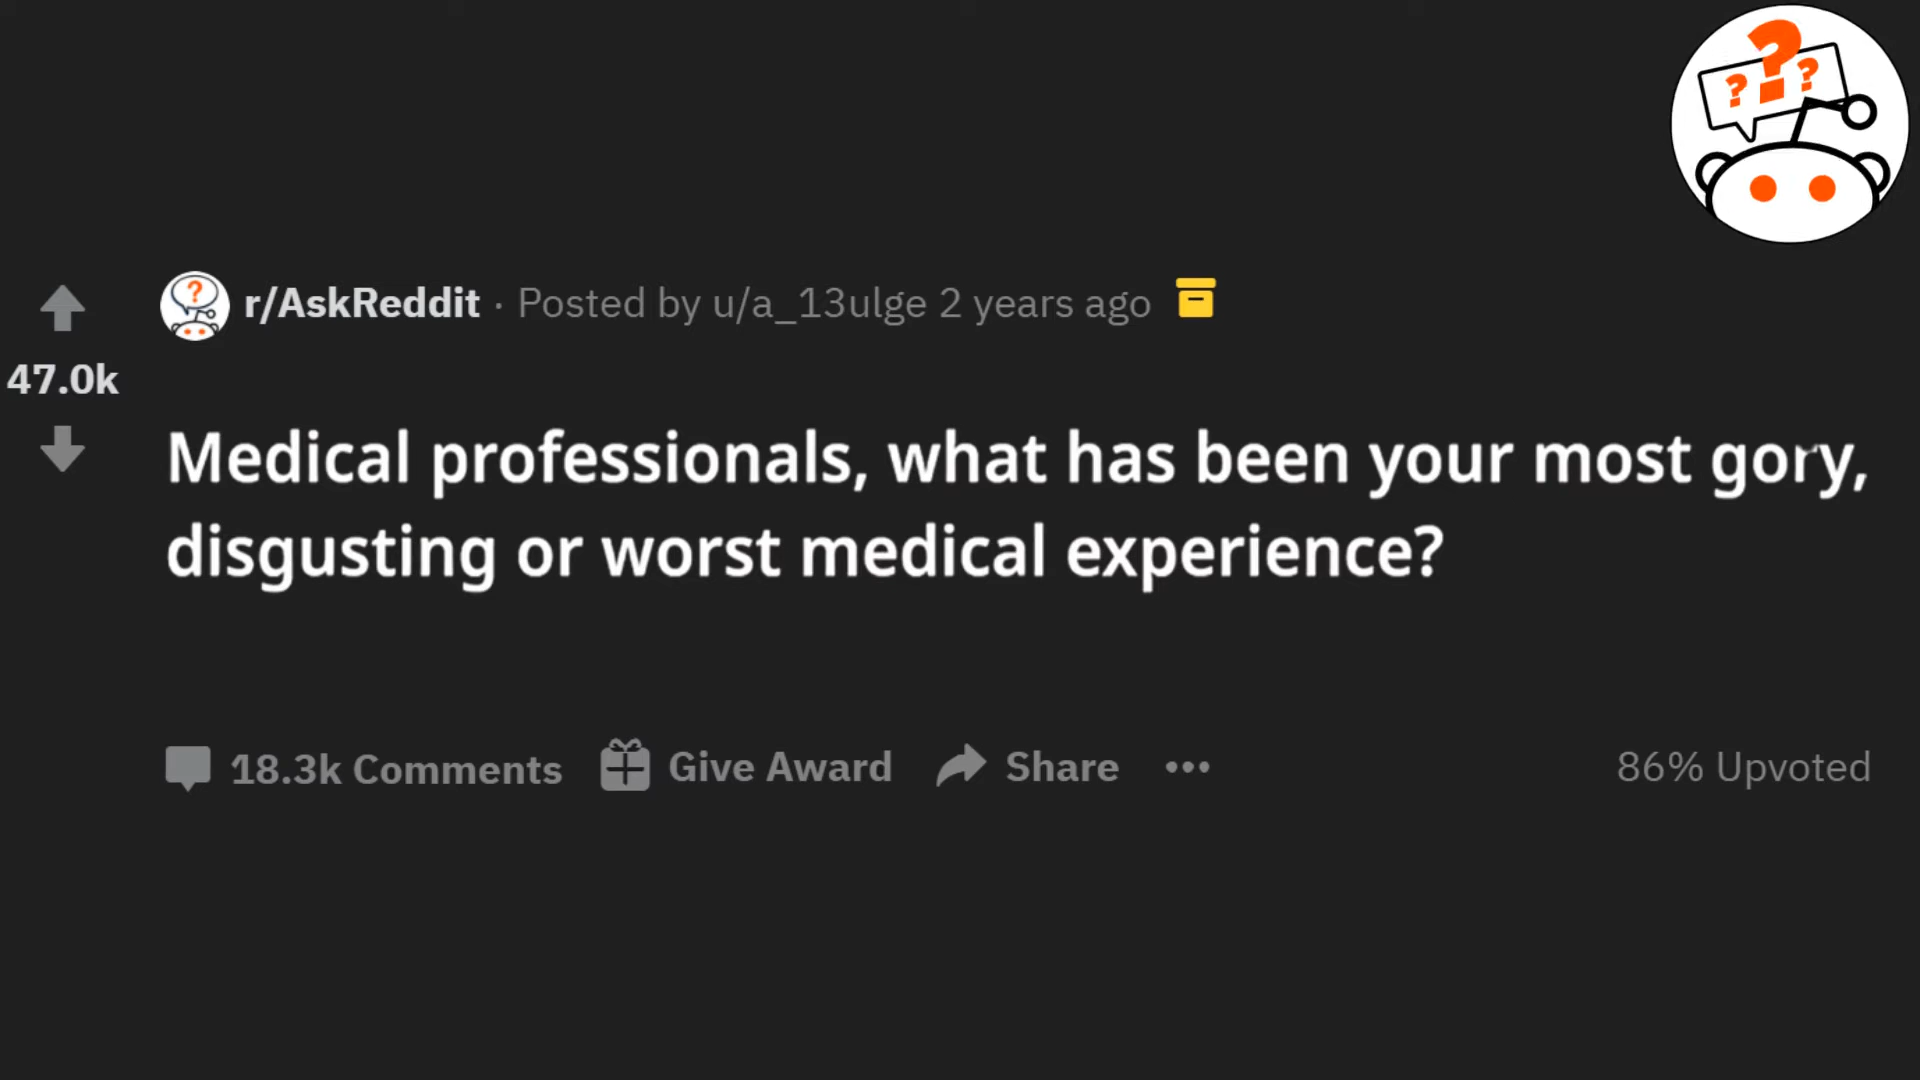 r/AskReddit · Posted by u/a_13ulge 2 years ago
47.0k
Medical professionals, what has been your most gory,
disgusting or worst medical experience?
18.3k Comments Give Award Share ••• 86% Upvoted